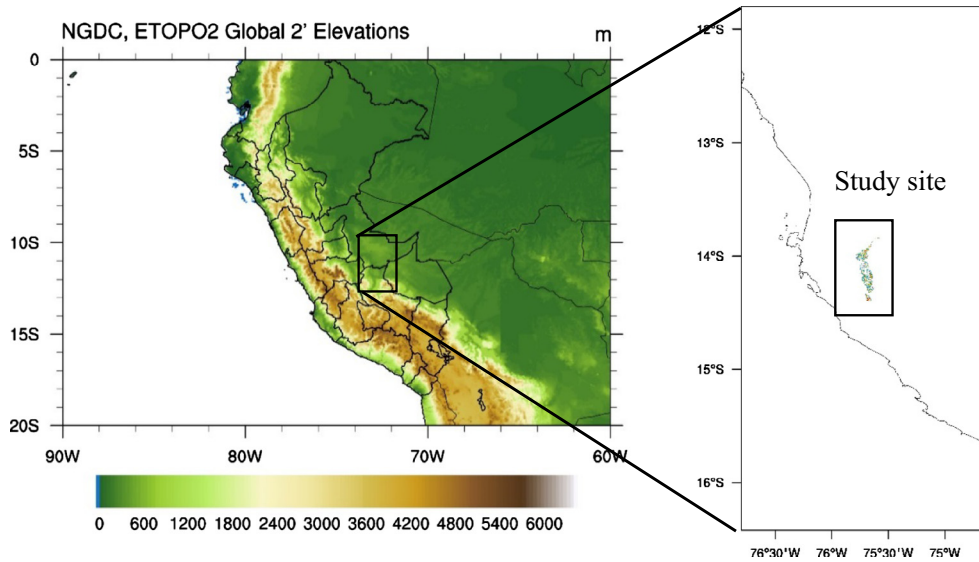 NGDC, ETOPO2 Global 2' Elevations
m
0
5S
10S
15S
20S
90W
80W
70W
60W
0
600
1200
1800
2400
3000
3600
4200
4800
5400
6000
12°S
13°S
Study site
14°S
15°S
16°S
76°30'W
76°W
75°30'W
75°W